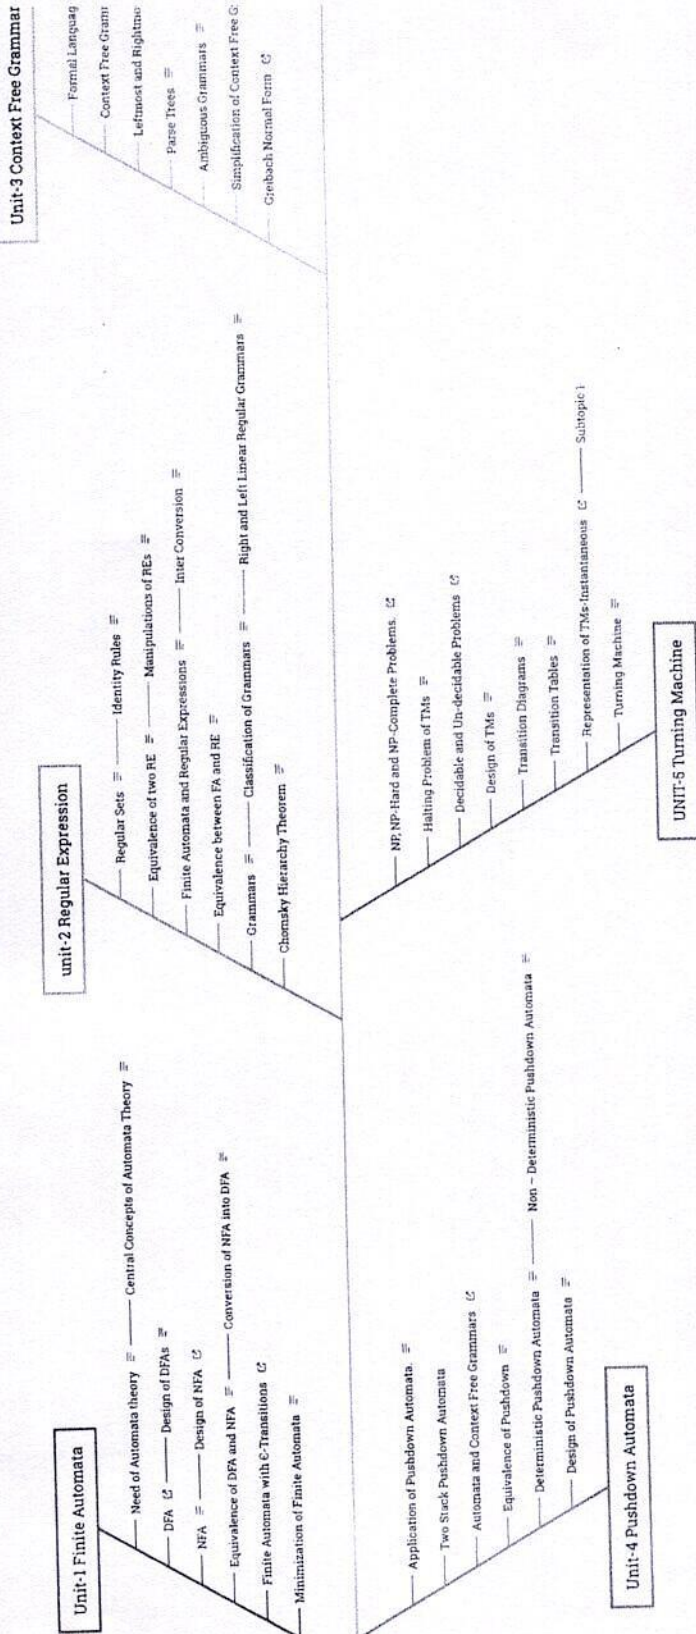 Unit-1 Finite Automata
Need of Automata theory
Central Concepts of Automata Theory
DFA
Design of DFAs
NFA
Design of NFA
Equivalence of DFA and NFA
Conversion of NFA into DFA
Finite Automata with Є-Transitions
Minimization of Finite Automata
unit-2 Regular Expression
Regular Sets
Identity Rules
Equivalence of two RE
Manipulations of REs
Finite Automata and Regular Expressions
Inter Conversion
Equivalence between FA and RE
Grammars
Classification of Grammars
Right and Left Linear Regular Grammars
Chomsky Hierarchy Theorem
Unit-3 Context Free Grammar
Formal Languag
Context Free Gramr
Leftmost and Rightmo
Parse Trees
Ambiguous Grammars
Simplification of Context Free G
Greibach Normal Form
Application of Pushdown Automata.
Two Stack Pushdown Automata
Automata and Context Free Grammars
Equivalence of Pushdown
Deterministic Pushdown Automata
Non - Deterministic Pushdown Automata
Design of Pushdown Automata
Unit-4 Pushdown Automata
NP, NP-Hard and NP-Complete Problems.
Halting Problem of TMs
Decidable and Un-decidable Problems
Design of TMs
Transition Diagrams
Transition Tables
Representation of TMs-Instantaneous
Subtopic 1
Turning Machine
UNIT-5 Turning Machine